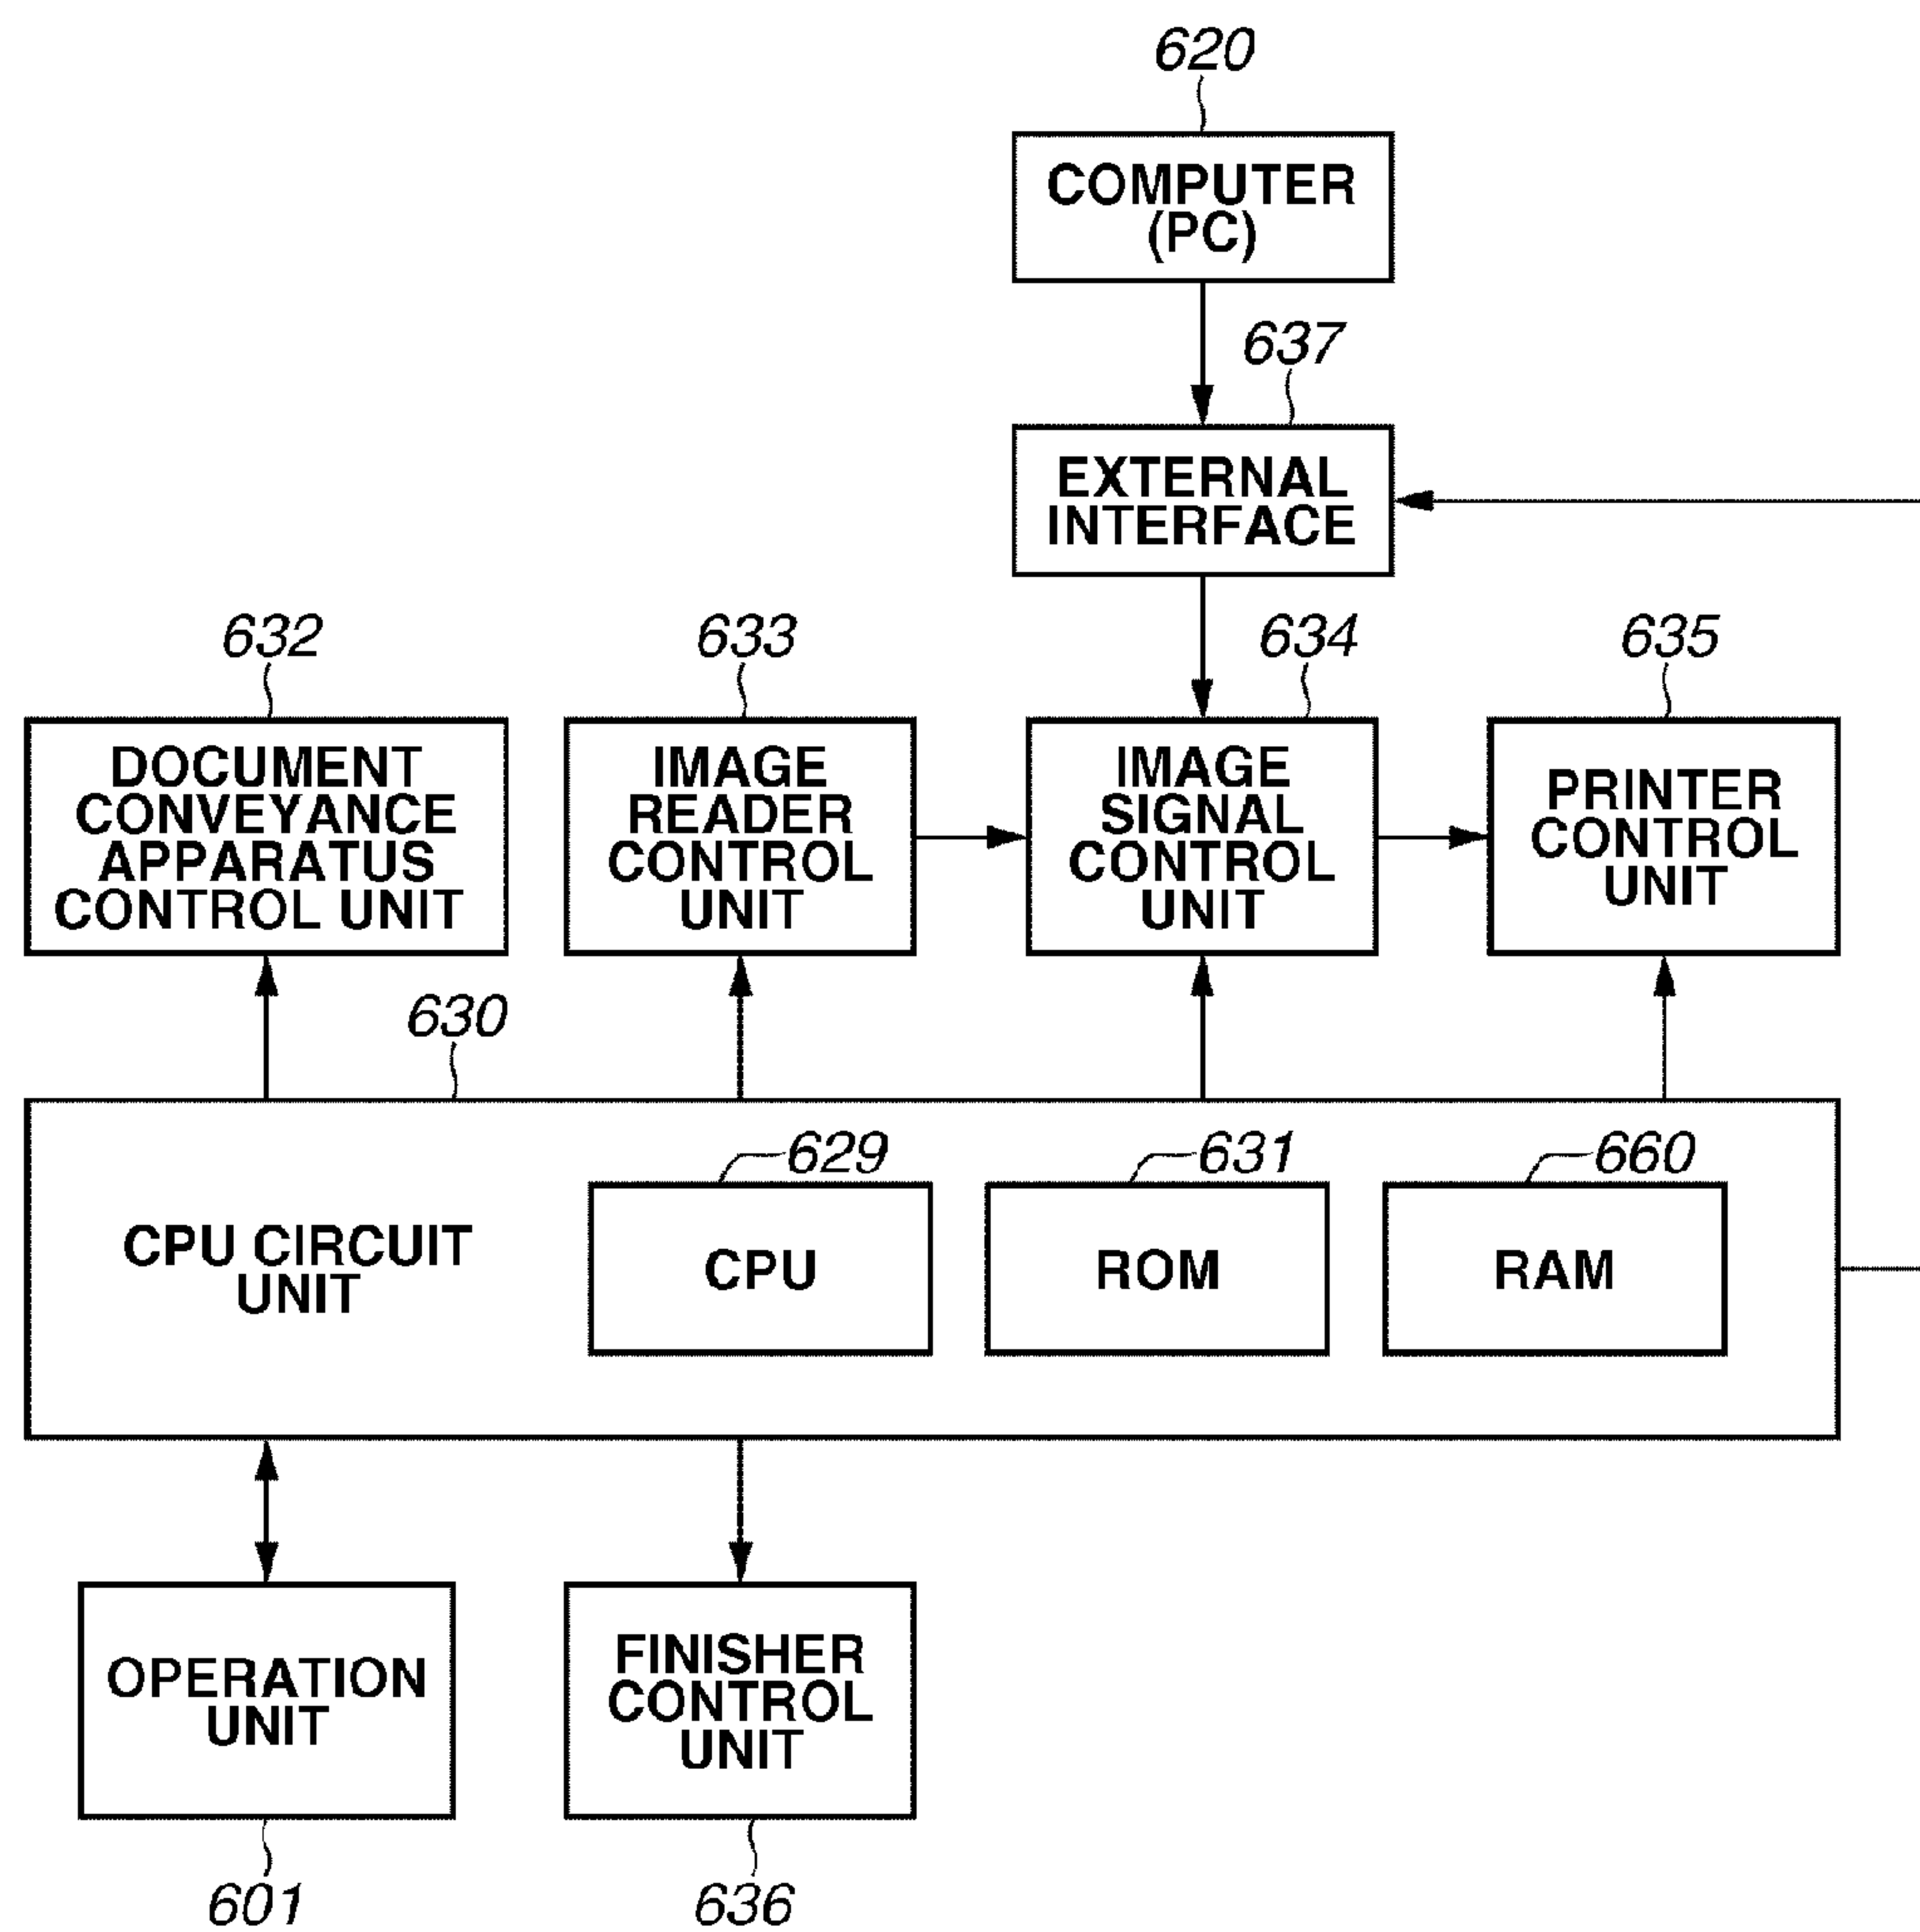 620
COMPUTER
(PC)
637
EXTERNAL
INTERFACE
632
633
634
635
DOCUMENT
CONVEYANCE
APPARATUS
CONTROL UNIT
IMAGE
READER
CONTROL
UNIT
IMAGE
SIGNAL
CONTROL
UNIT
PRINTER
CONTROL
UNIT
630
629
631
660
CPU CIRCUIT
UNIT
CPU
ROM
RAM
OPERATION
UNIT
FINISHER
CONTROL
UNIT
601
636